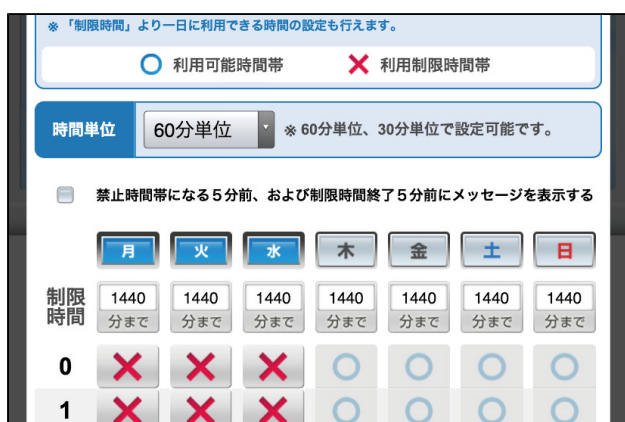 ※「制限時間」より一日に利用できる時間の設定も行えます。
利用可能時間帯 利用制限時間帯
時間単位 60分単位 ※ 60分単位、30分単位で設定可能です。
禁止時間帯になる５分前、および制限時間終了５分前にメッセージを表示する
月 火 水 木 金 土 日
制限時間 1440 1440 1440 1440 1440 1440 1440
分まで 分まで 分まで 分まで 分まで 分まで 分まで
0
1